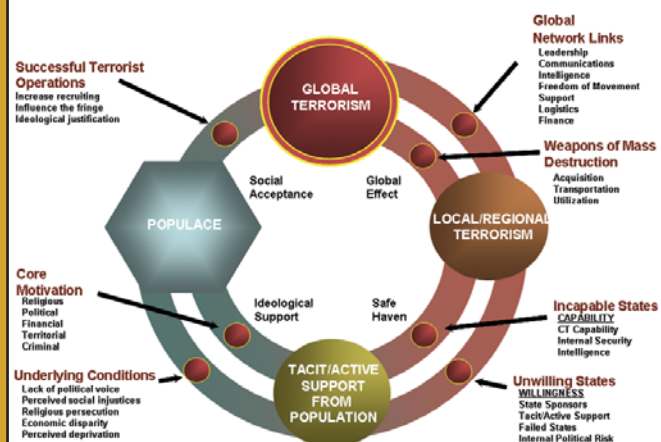 Global
Network Links
Leadership
Communications
Intelligence
Freedom of Movement
Support
Logistics
Finance
Successful Terrorist
Operations
Increase recruiting
Influence the fringe
Ideological justification
GLOBAL
TERRORISM
Weapons of Mass
Destruction
Acquisition
Transportation
Utilization
Social
Acceptance
Global
Effect
POPULACE
LOCAL/REGIONAL
TERRORISM
Core
Motivation
Religious
Political
Financial
Territorial
Criminal
Ideological
Support
Safe
Haven
Incapable States
CAPABILITY
CT Capability
Internal Security
Intelligence
Underlying Conditions
Lack of political voice
Perceived social injustices
Religious persecution
Economic disparity
Perceived deprivation
TACIT/ACTIVE
SUPPORT
FROM
POPULATION
Unwilling States
WILLINGNESS
State Sponsors
Tacit/Active Support
Failed States
Internal Political Risk